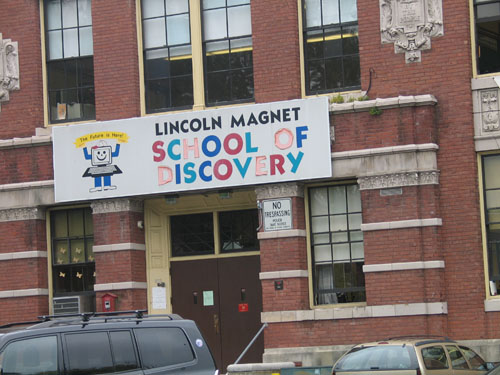 The Future is Here!
LINCOLN MAGNET
SCHOOL OF
DISCOVERY
NO
TRESPASSING